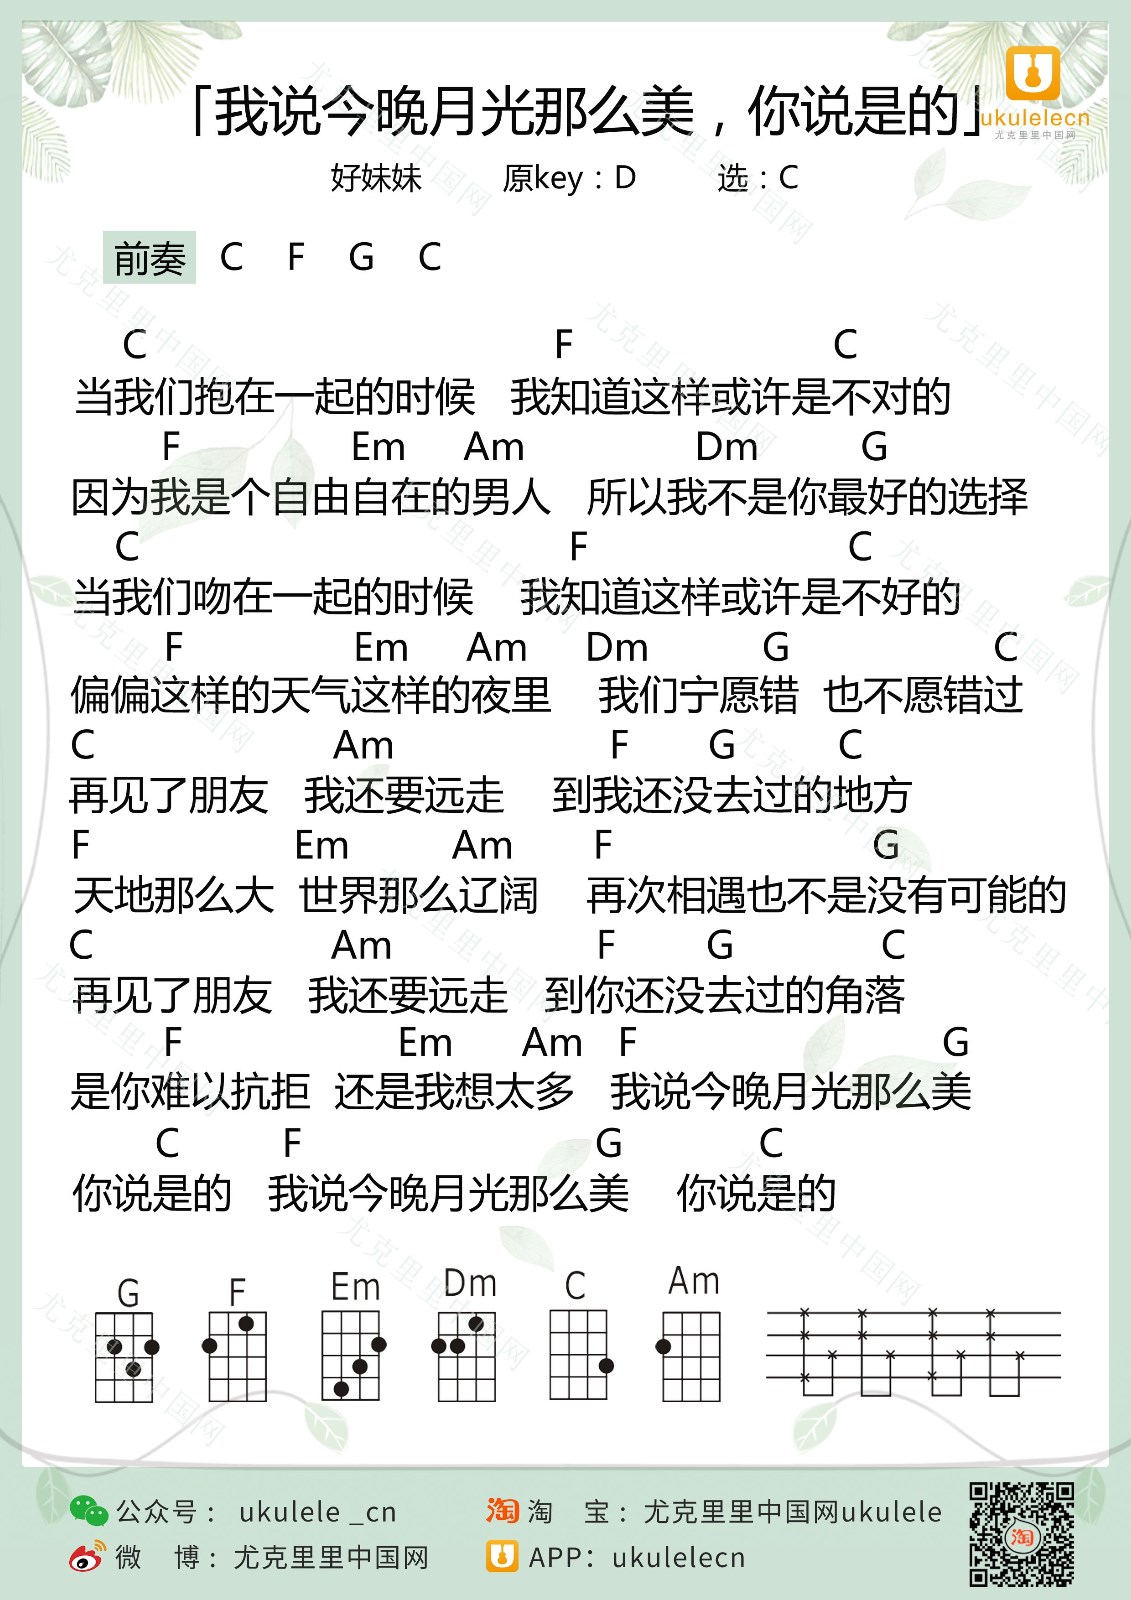 「我说今晚月光那么美，你说是的」
ukulelecn
尤克里里中国网
好妹妹 原key：D 选：C
前奏 C F G C
C F C
当我们抱在一起的时候 我知道这样或许是不对的
F Em Am Dm G
因为我是个自由自在的男人 所以我不是你最好的选择
C F C
当我们吻在一起的时候 我知道这样或许是不好的
F Em Am Dm G C
偏偏这样的天气这样的夜里 我们宁愿错 也不愿错过
C Am F G C
再见了朋友 我还要远走 到我还没去过的地方
F Em Am F G
天地那么大 世界那么辽阔 再次相遇也不是没有可能的
C Am F G C
再见了朋友 我还要远走 到你还没去过的角落
F Em Am F G
是你难以抗拒 还是我想太多 我说今晚月光那么美
C F G C
你说是的 我说今晚月光那么美 你说是的
G F Em Dm C Am
公众号： ukulele _cn 淘 淘 宝：尤克里里中国网ukulele
微 博：尤克里里中国网 APP：ukulelecn
淘